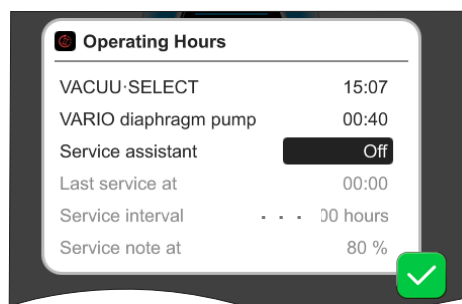 Operating Hours
VACUU·SELECT 15:07
VARIO diaphragm pump 00:40
Service assistant Off
Last service at 00:00
Service interval . . . 00 hours
Service note at 80 %